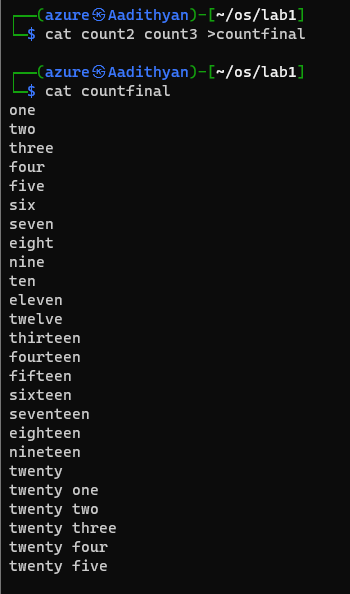 ┌──(azure㉿Aadithyan)-[~/os/lab1]
└─$ cat count2 count3 >countfinal
┌──(azure㉿Aadithyan)-[~/os/lab1]
└─$ cat countfinal
one
two
three
four
five
six
seven
eight
nine
ten
eleven
twelve
thirteen
fourteen
fifteen
sixteen
seventeen
eighteen
nineteen
twenty
twenty one
twenty two
twenty three
twenty four
twenty five